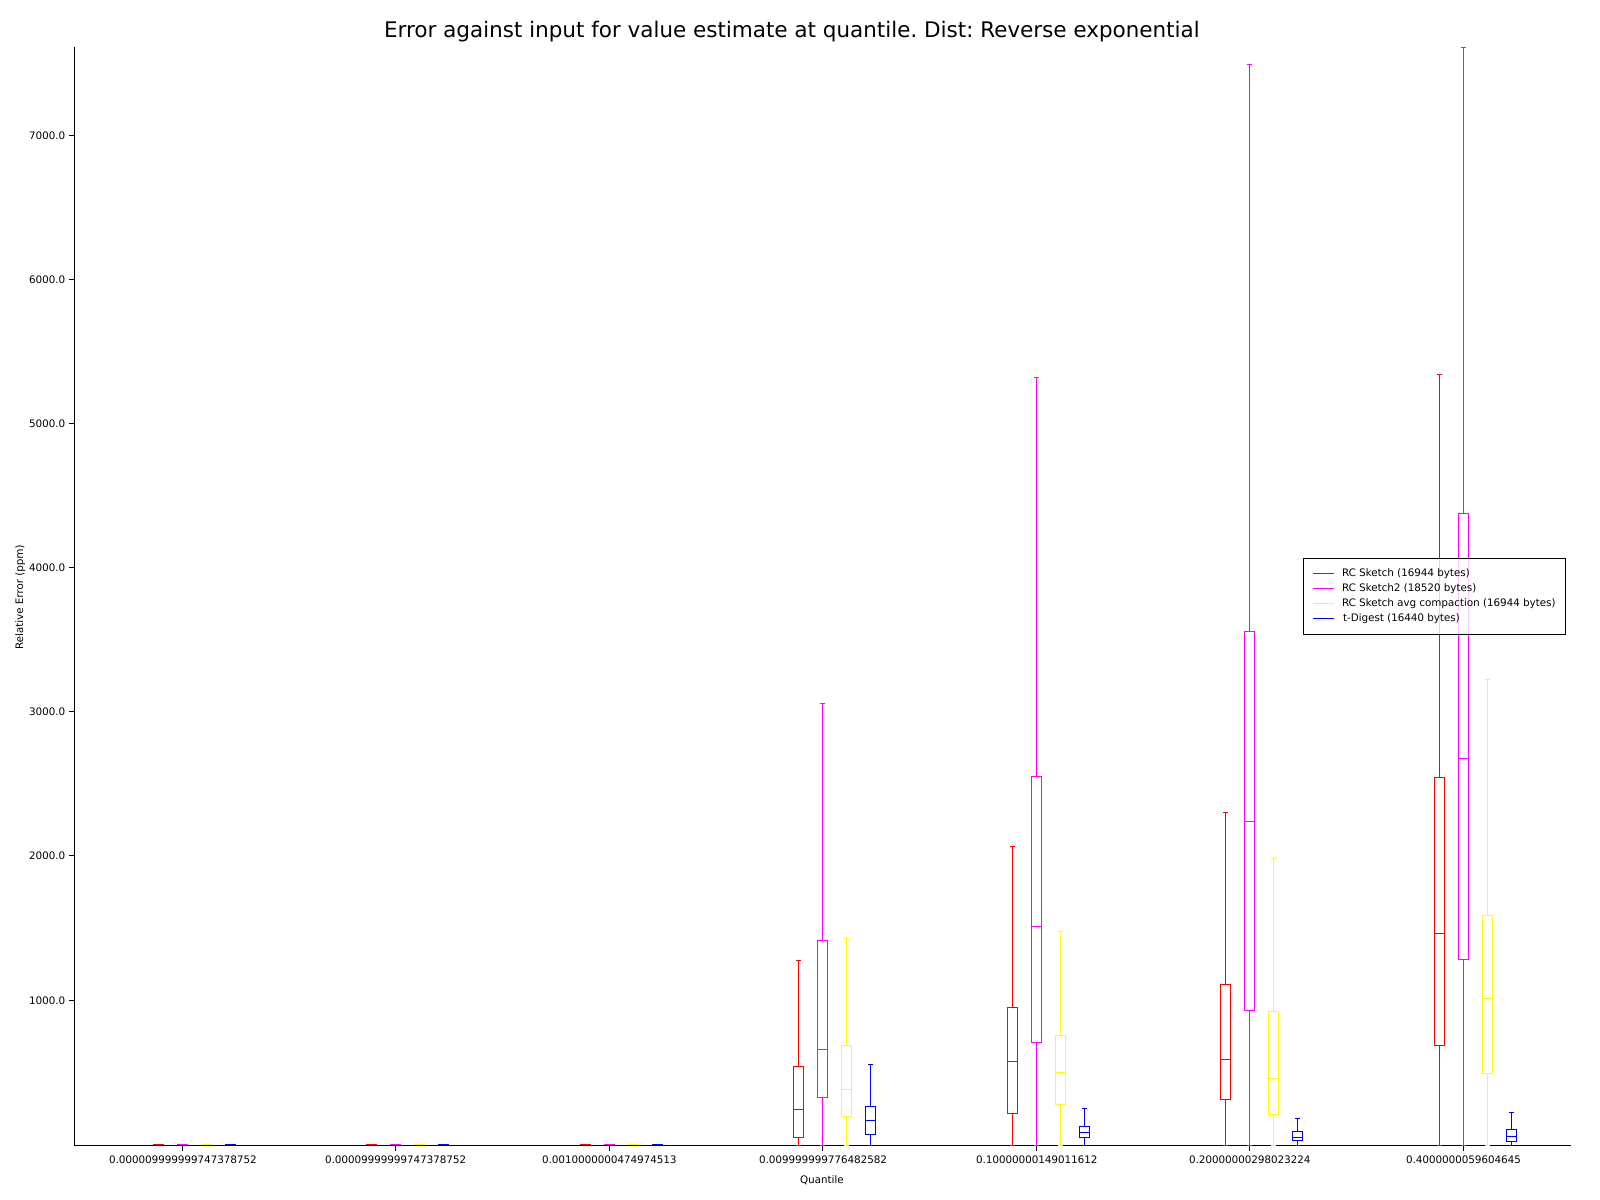 Error against input for value estimate at quantile. Dist: Reverse exponential
7000.0
6000.0
5000.0
4000.0
3000.0
2000.0
1000.0
Relative Error (ppm)
RC Sketch (16944 bytes)
RC Sketch2 (18520 bytes)
RC Sketch avg compaction (16944 bytes)
t-Digest (16440 bytes)
0.000009999999747378752 0.00009999999747378752 0.001000000047497451​3 0.009999999776482582 0.10000000149011612 0.20000000298023224 0.4000000059604645
Quantile